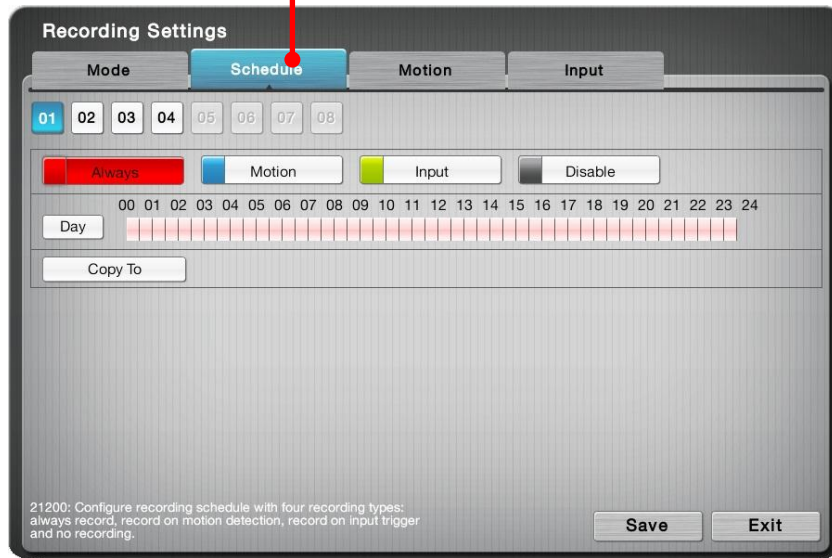 Recording Settings
Mode Schedule Motion Input
01 02 03 04 05 06 07 08
Always Motion Input Disable
00 01 02 03 04 05 06 07 08 09 10 11 12 13 14 15 16 17 18 19 20 21 22 23 24
Day
Copy To
21200: Configure recording schedule with four recording types:
always record, record on motion detection, record on input trigger
and no recording.
Save Exit